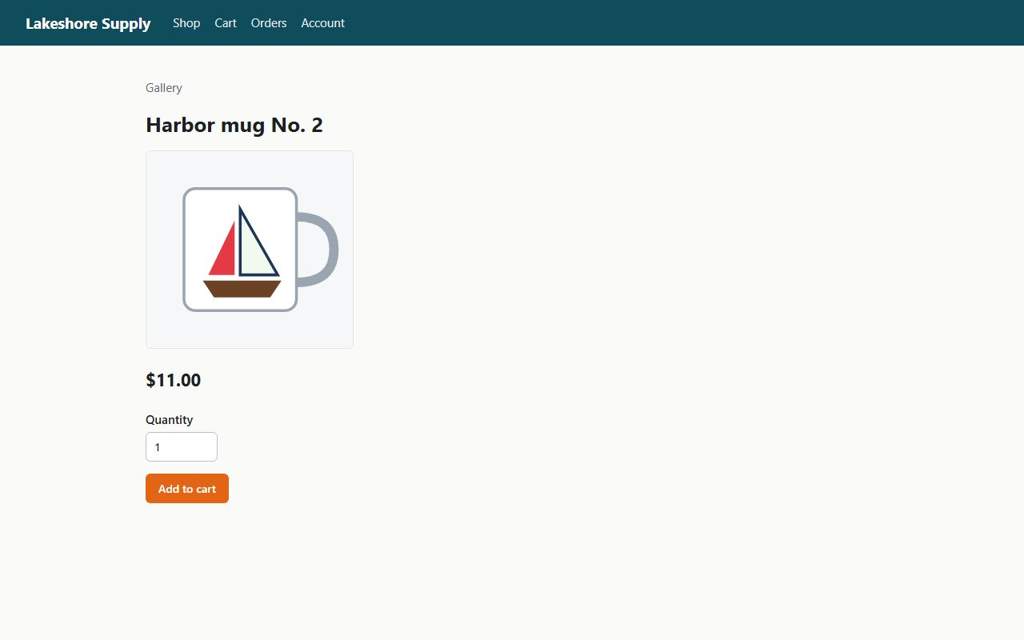 Lakeshore Supply Shop Cart Orders Account
Gallery
Harbor mug No. 2
$11.00
Quantity
1
Add to cart